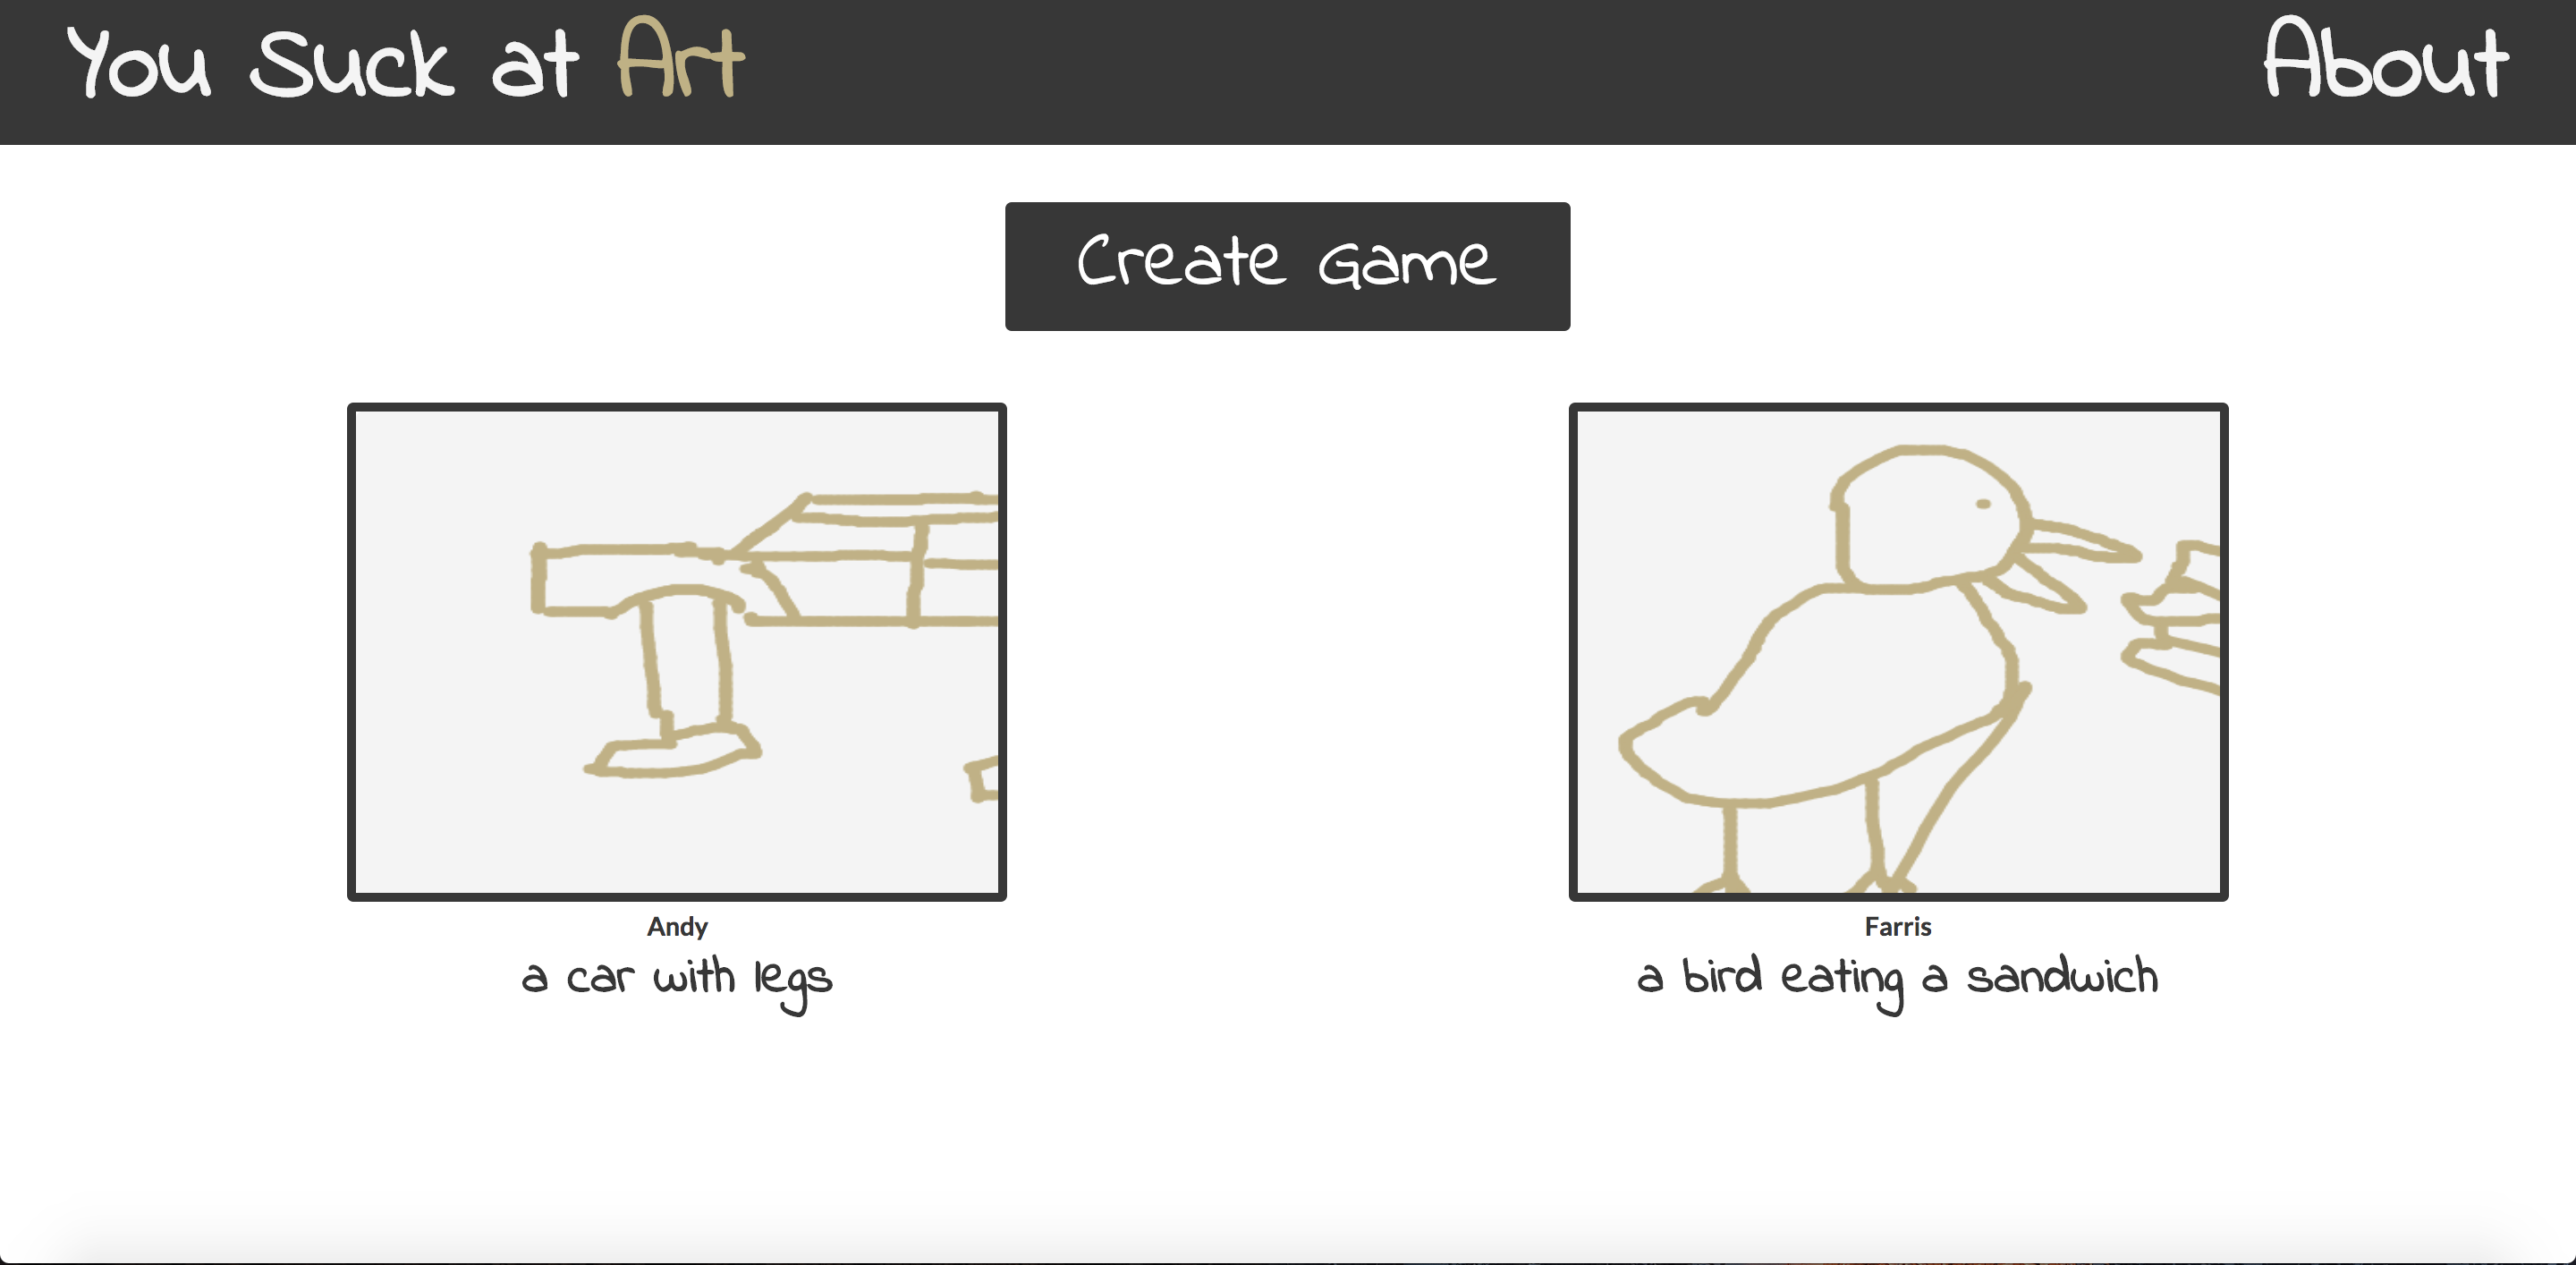 You Suck at Art
About
Create Game
Andy
a car with legs
Farris
a bird eating a sandwich